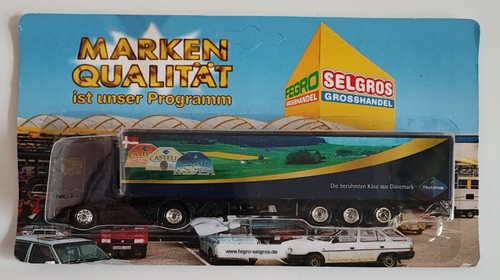 MARKEN
QUALITÄT
ist unser Programm
FEGRO
GROSSHANDEL
SELGROS
GROSSHANDEL
CASTELLO
Die berühmten Käse aus Dänemark
www.fegro-selgros.de